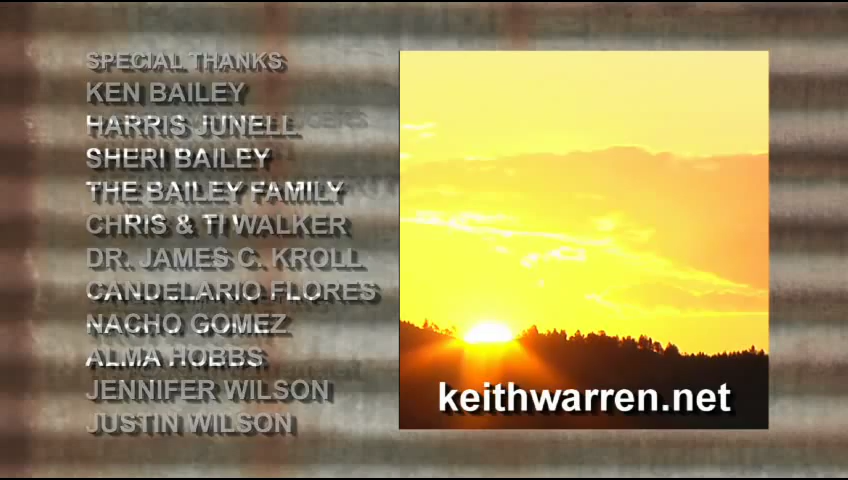 SPECIAL THANKS
KEN BAILEY
HARRIS JUNELL
SHERI BAILEY
THE BAILEY FAMILY
CHRIS & TI WALKER
DR. JAMES C. KROLL
CANDELARIO FLORES
NACHO GOMEZ
ALMA HOBBS
JENNIFER WILSON
JUSTIN WILSON
keithwarren.net